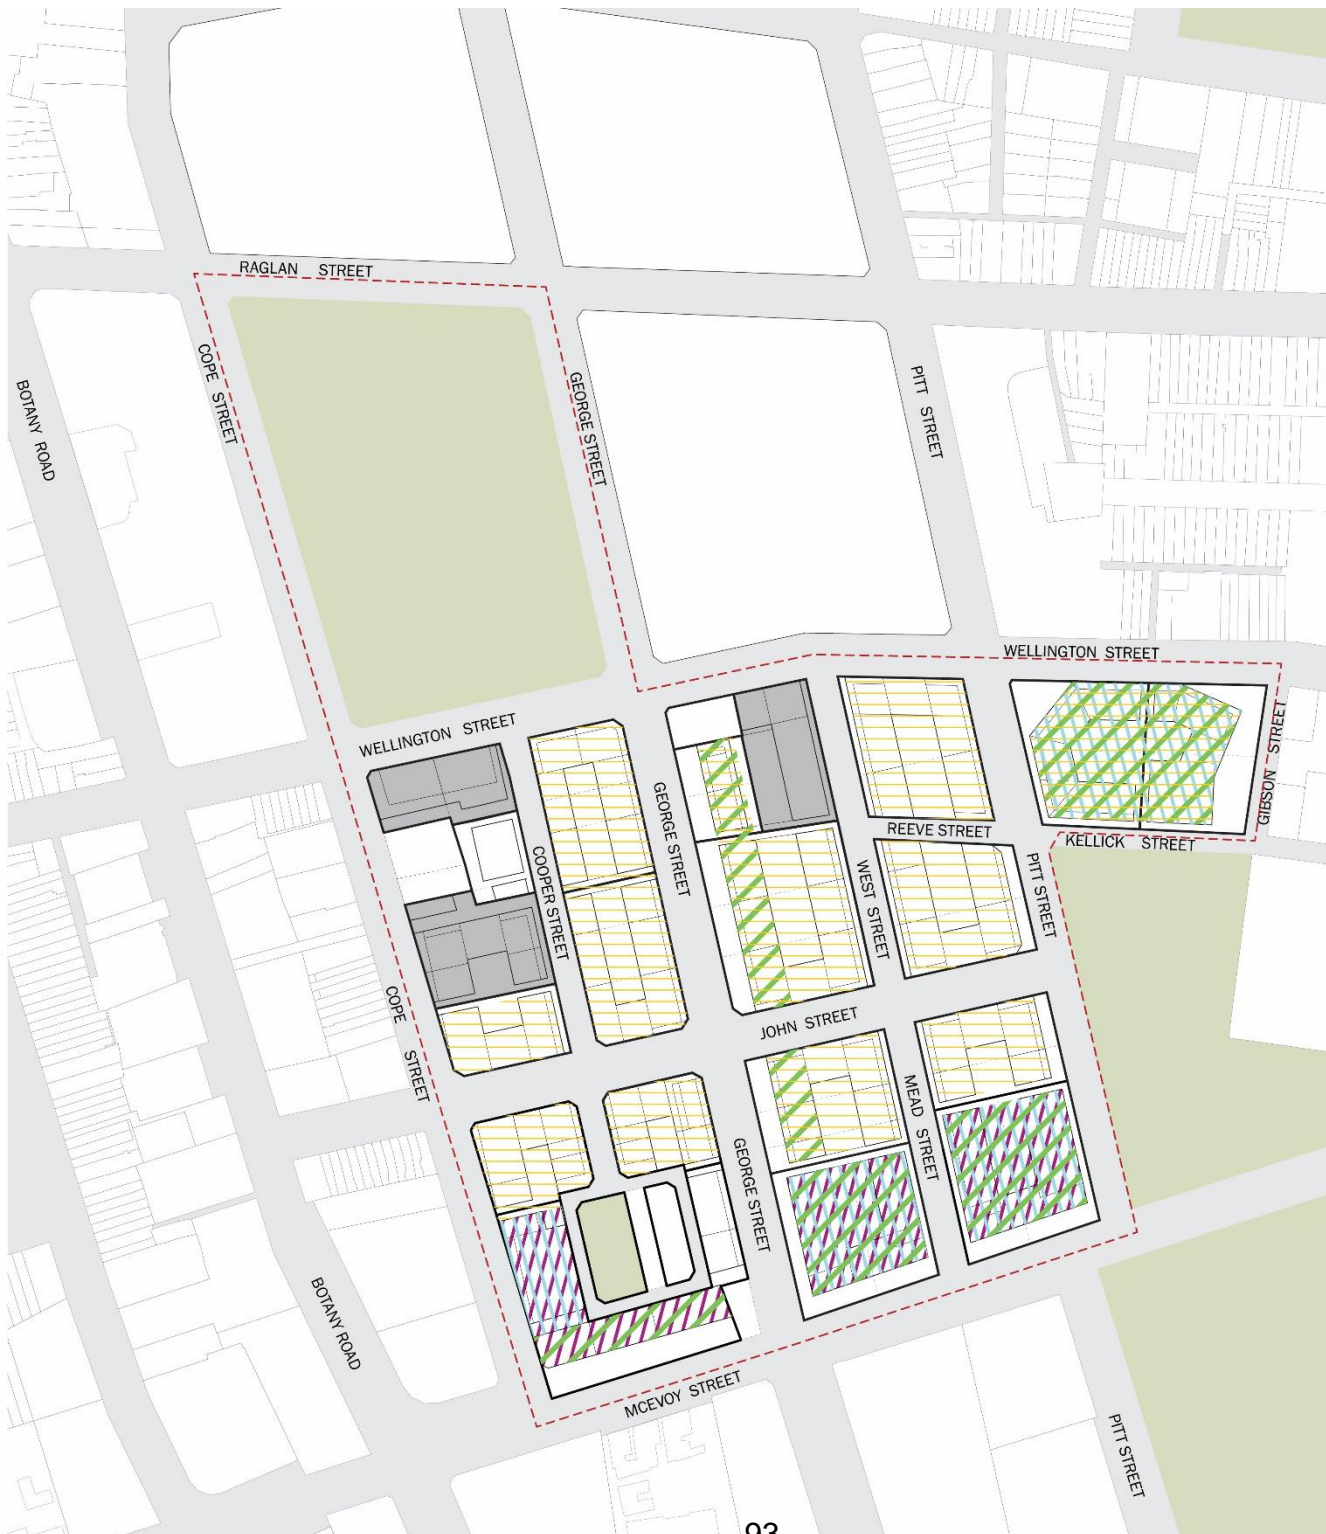 RAGLAN STREET
COPE STREET
BOTANY ROAD
GEORGE STREET
PITT STREET
WELLINGTON STREET
WELLINGTON STREET
GIBSON STREET
GEORGE STREET
REEVE STREET
KELLICK STREET
COOPER STREET
WEST STREET
PITT STREET
COPE STREET
JOHN STREET
MEAD STREET
GEORGE STREET
BOTANY ROAD
MCEVOY STREET
PITT STREET
93